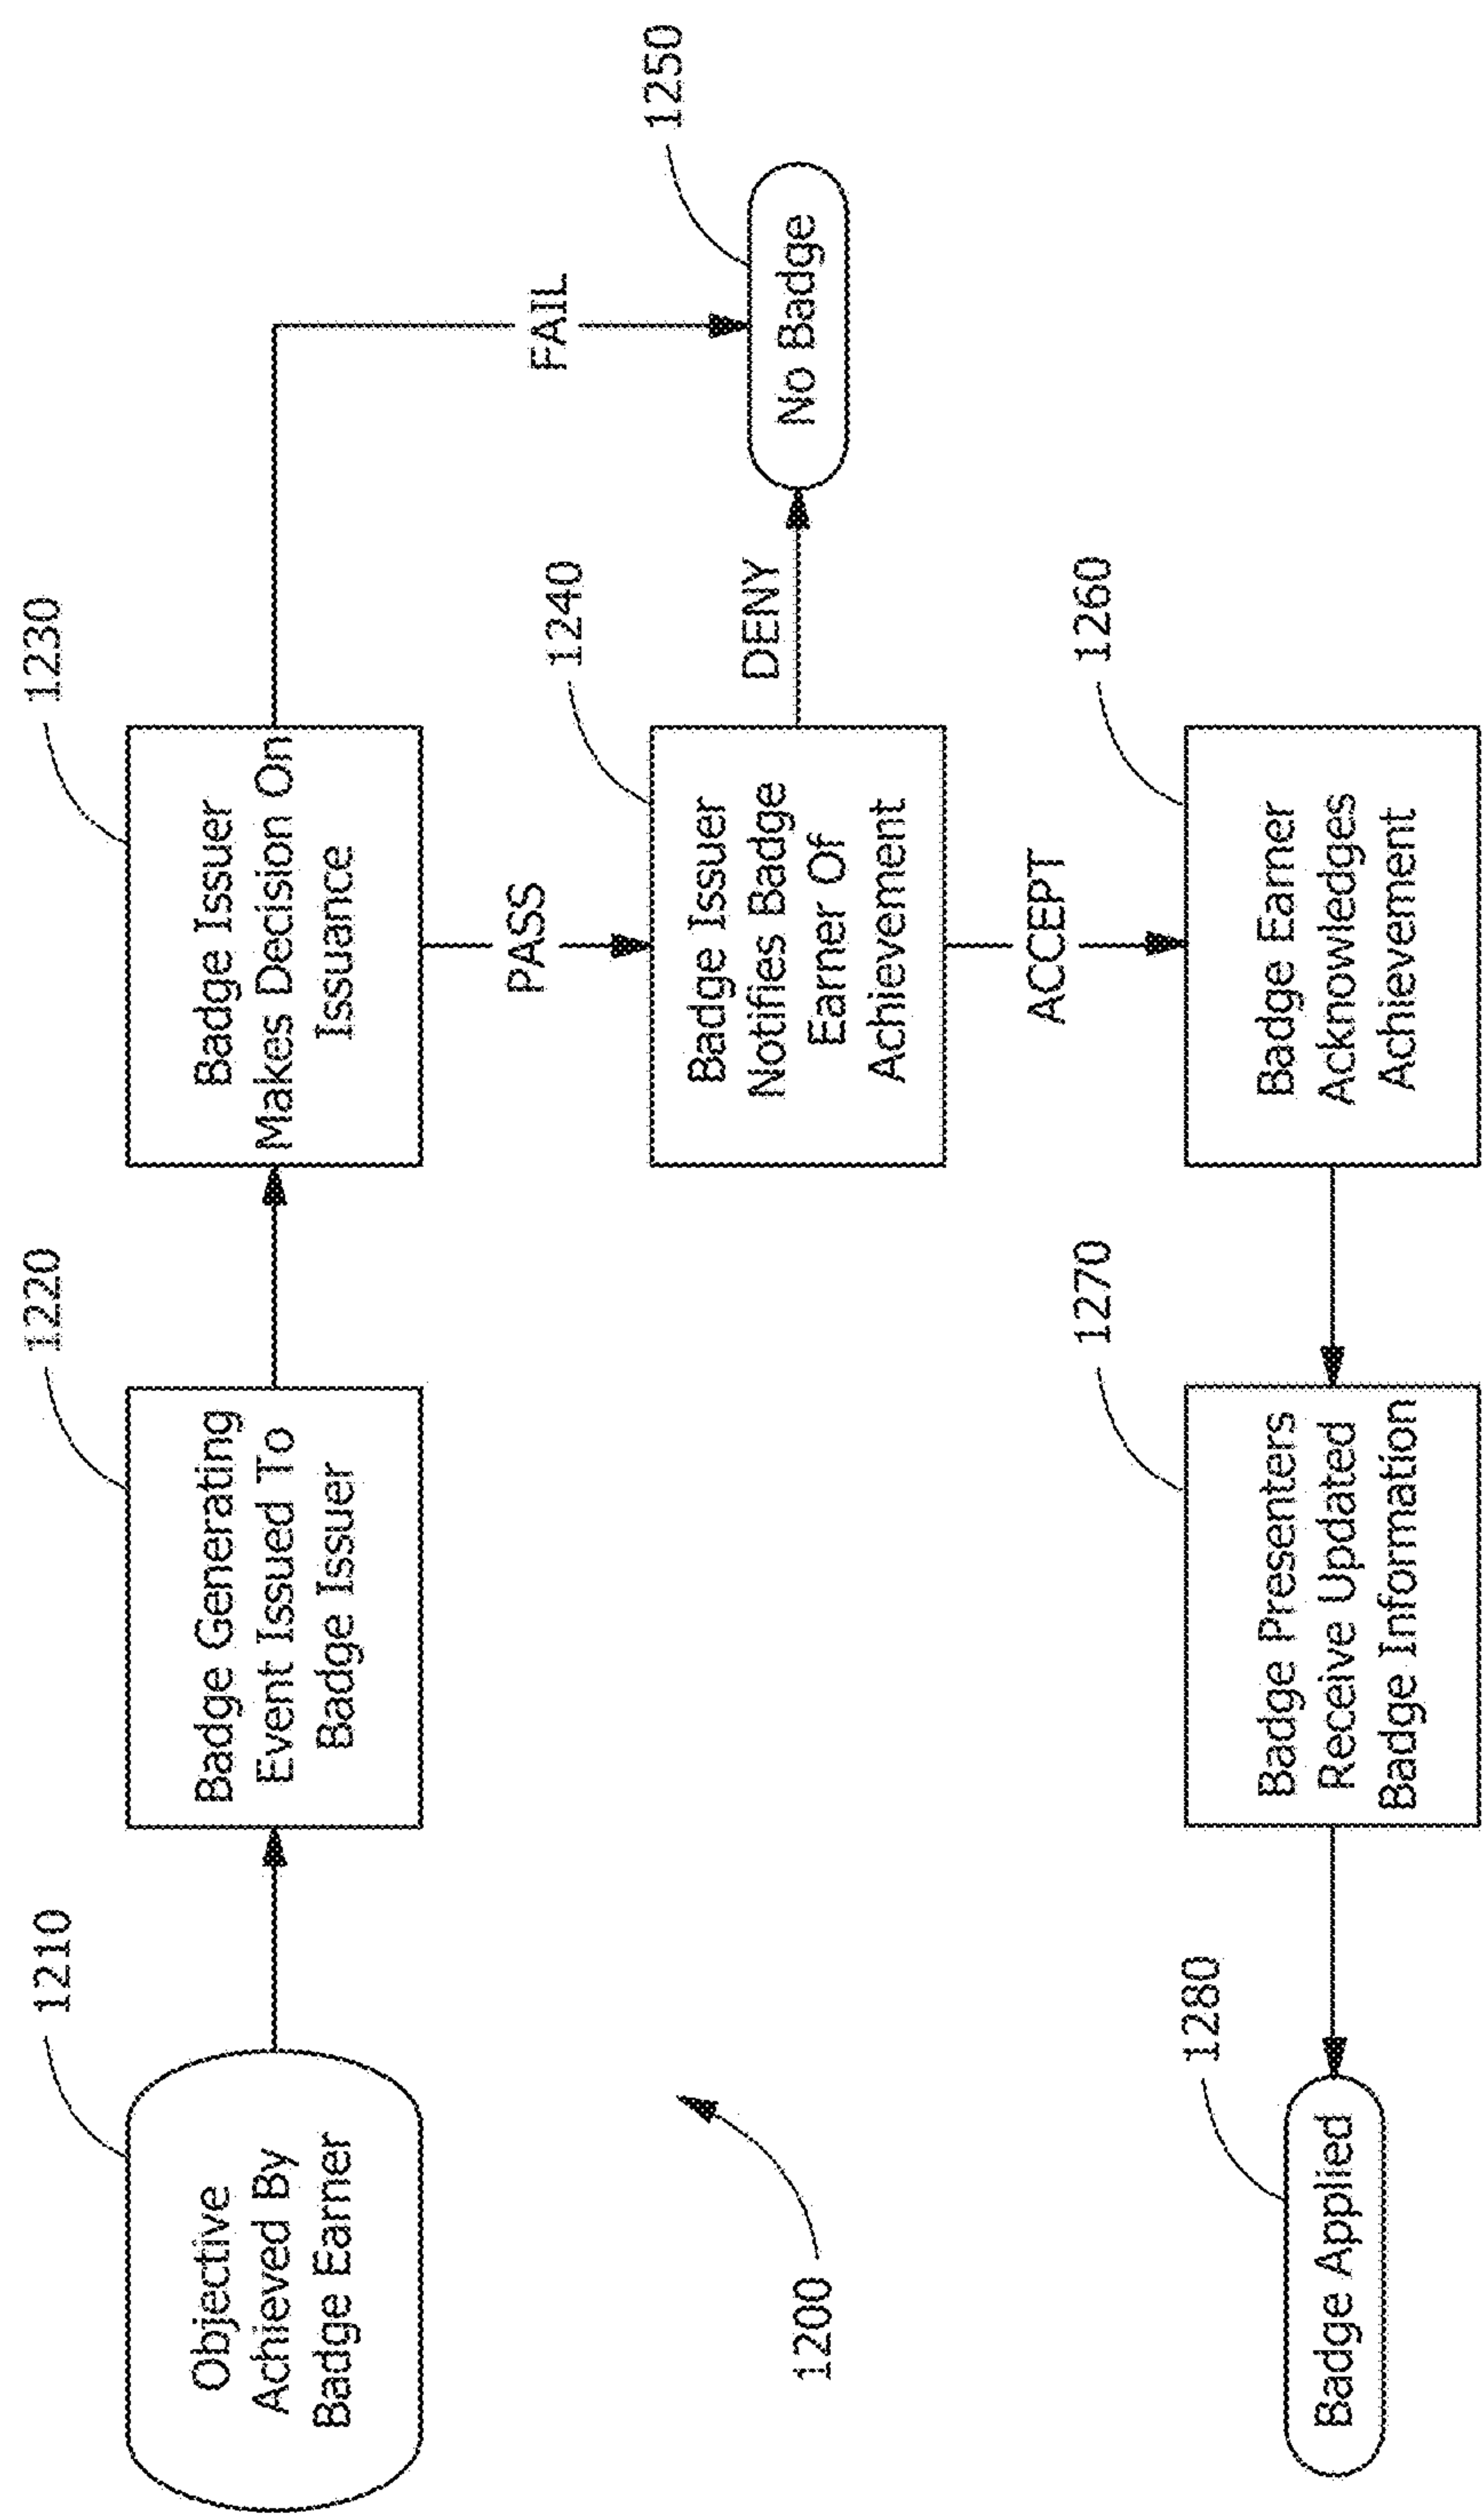 1210
Objective
Achieved By
Badge Earner
1220
Badge Generating
Event Issued To
Badge Issuer
1230
Badge Issuer
Makes Decision On
Issuance
PASS
FAIL
1240
Badge Issuer
Notifies Badge
Earner Of
Achievement
DENY
1250
No Badge
ACCEPT
1260
Badge Earner
Acknowledges
Achievement
1270
Badge Presenters
Receive Updated
Badge Information
1280
Badge Applied
1200